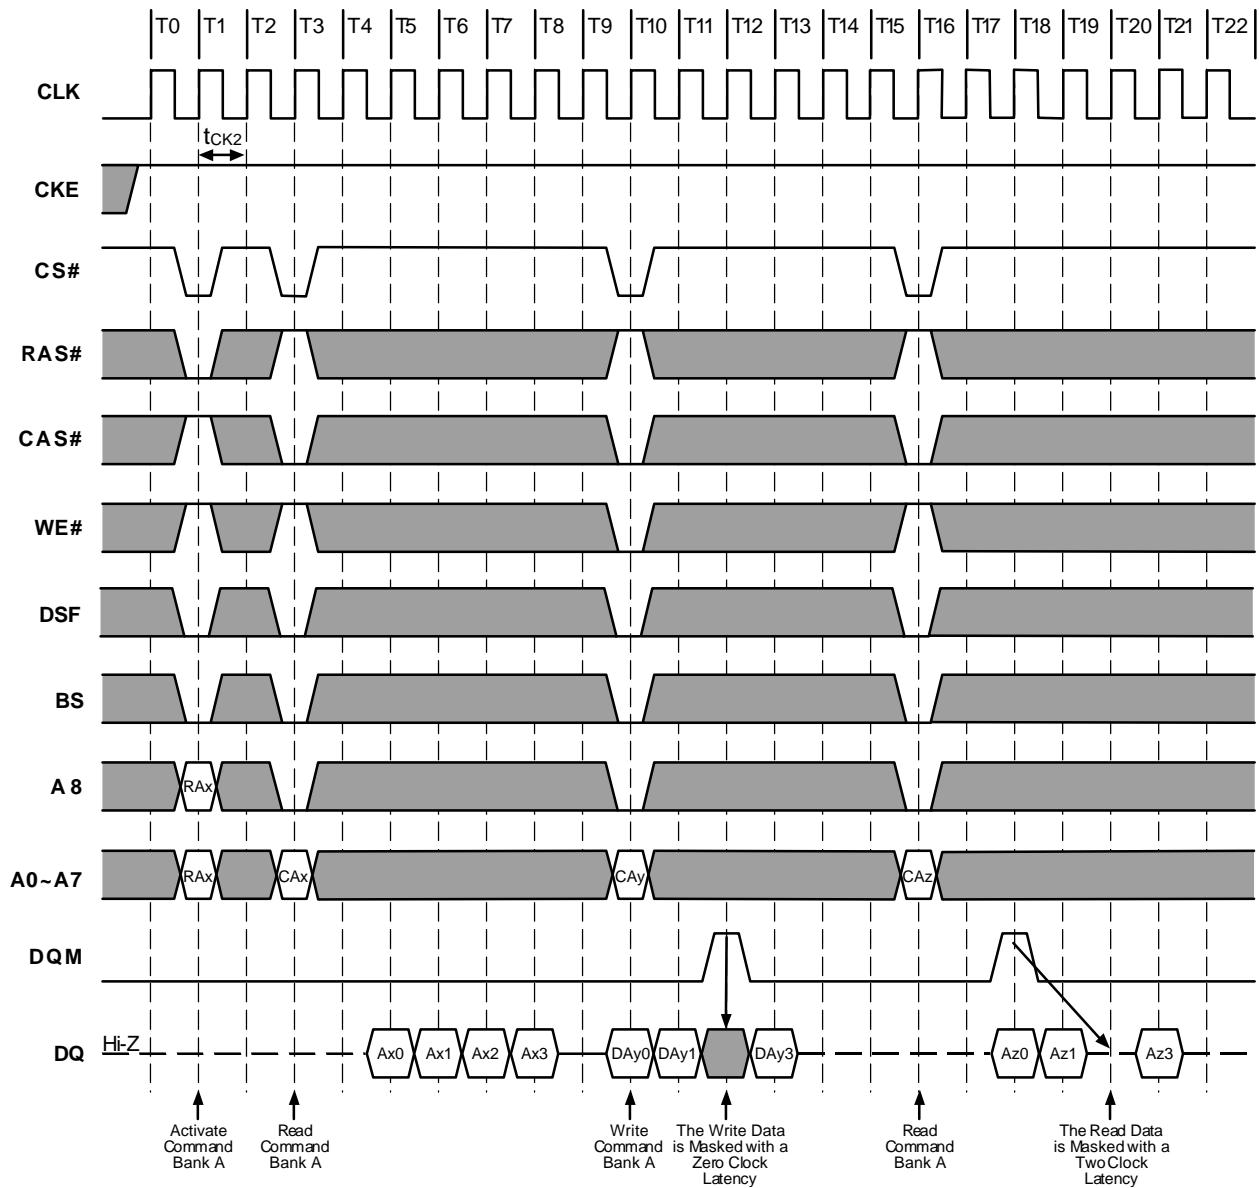 T0 T1 T2 T3 T4 T5 T6 T7 T8 T9 T10 T11 T12 T13 T14 T15 T16 T17 T18 T19 T20 T21 T22
CLK
tCK2
CKE
CS#
RAS#
CAS#
WE#
DSF
BS
A8 RAx
A0~A7 RAx CAx CAy CAz
DQM
DQ Hi-Z Ax0 Ax1 Ax2 Ax3 DAy0 DAy1 DAy3 Az0 Az1 Az3
Activate
Command
Bank A
Read
Command
Bank A
Write
Command
Bank A
The Write Data
is Masked with a
Zero Clock
Latency
Read
Command
Bank A
The Read Data
is Masked with a
Two Clock
Latency